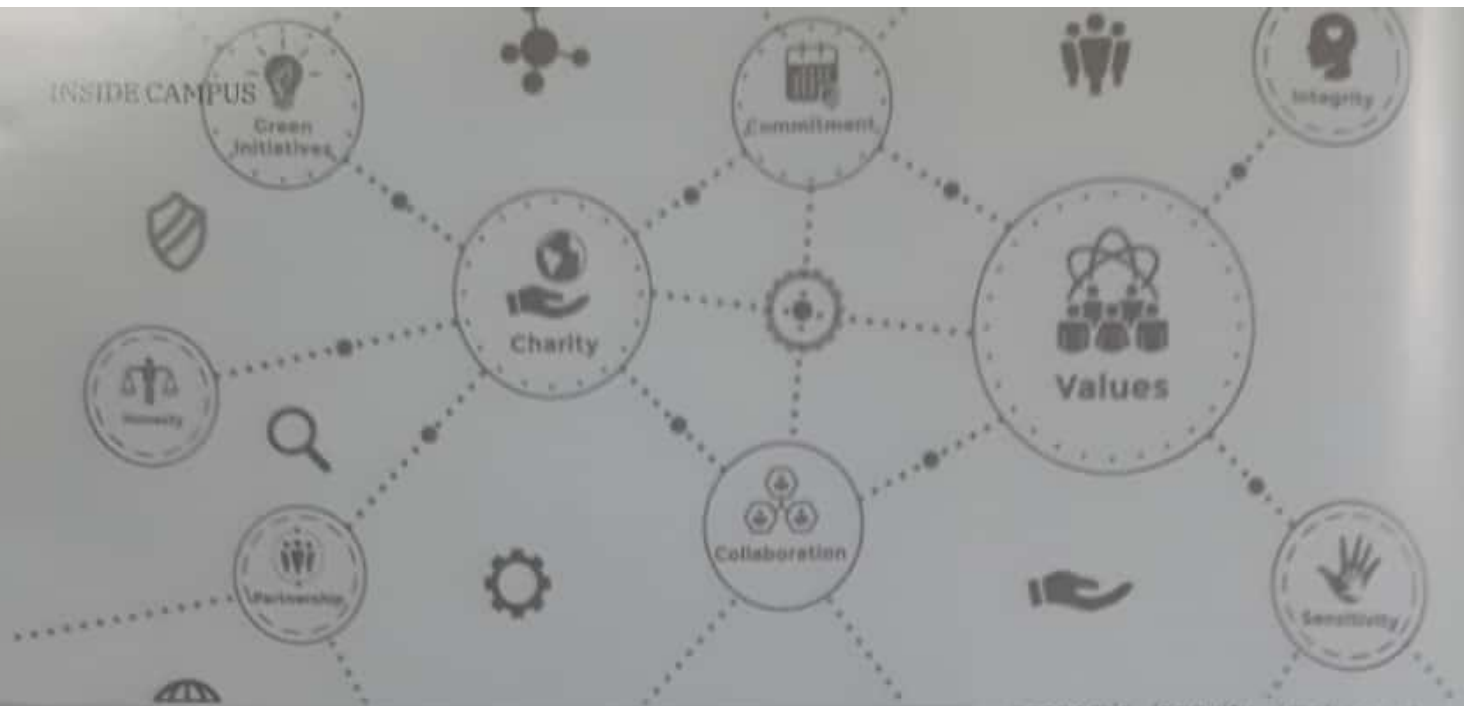 INSIDE CAMPUS
Green
Initiatives
Commitment
Integrity
Charity
Values
Honesty
Collaboration
Partnership
Sensitivity